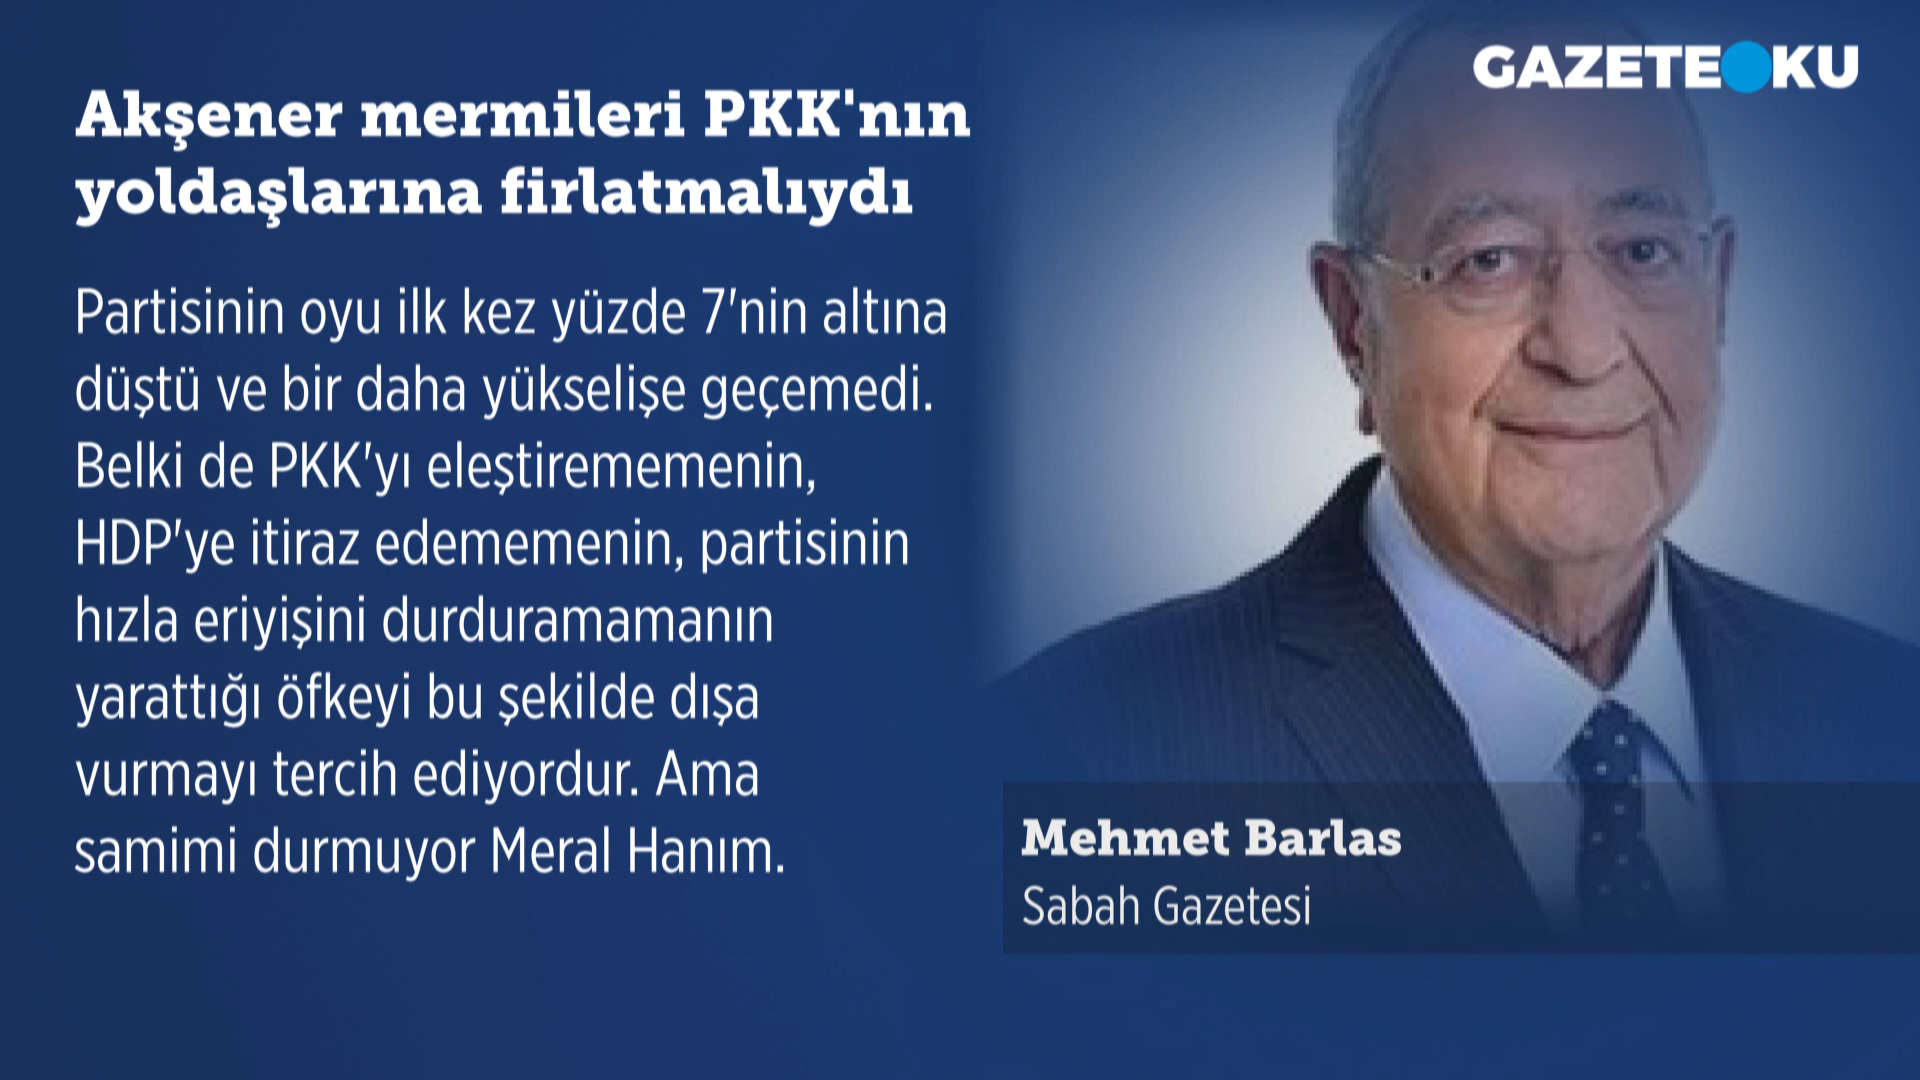 GAZETE OKU
Akşener mermileri PKK'nın
yoldaşlarına fırlatmalıydı
Partisinin oyu ilk kez yüzde 7'nin altına
düştü ve bir daha yükselişe geçemedi.
Belki de PKK'yı eleştirememenin,
HDP'ye itiraz edememenin, partisinin
hızla eriyişini durduramamanın
yarattığı öfkeyi bu şekilde dışa
vurmayı tercih ediyordur. Ama
samimi durmuyor Meral Hanım.
Mehmet Barlas
Sabah Gazetesi